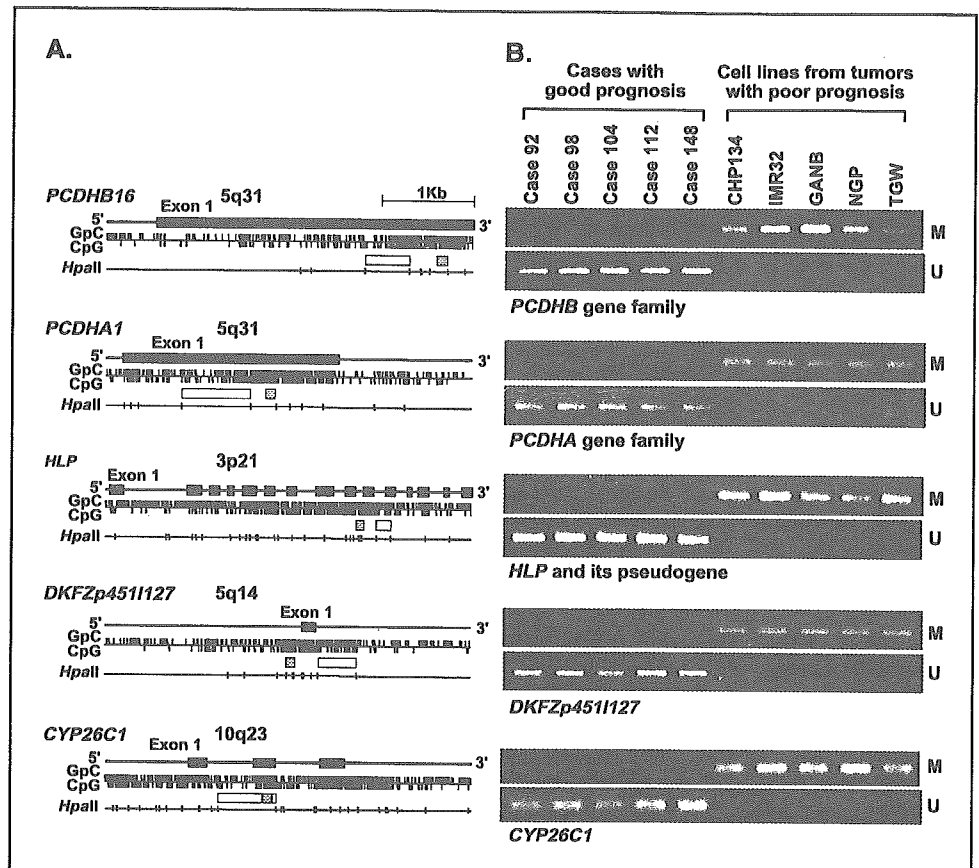 A.
PCDHB16 5q31 1Kb
Exon 1
5' 3'
GpC
CpG
HpaII
PCDHA1 5q31
Exon 1
5' 3'
GpC
CpG
HpaII
HLP 3p21
Exon 1
5' 3'
GpC
CpG
HpaII
DKFZp451I127 5q14
Exon 1
5' 3'
GpC
CpG
HpaII
CYP26C1 10q23
Exon 1
5' 3'
GpC
CpG
HpaII
B.
Cases with
good prognosis
Cell lines from tumors
with poor prognosis
Case 92
Case 98
Case 104
Case 112
Case 148
CHP134
IMR32
GANB
NGP
TGW
M
U
PCDHB gene family
M
U
PCDHA gene family
M
U
HLP and its pseudogene
M
U
DKFZp451I127
M
U
CYP26C1